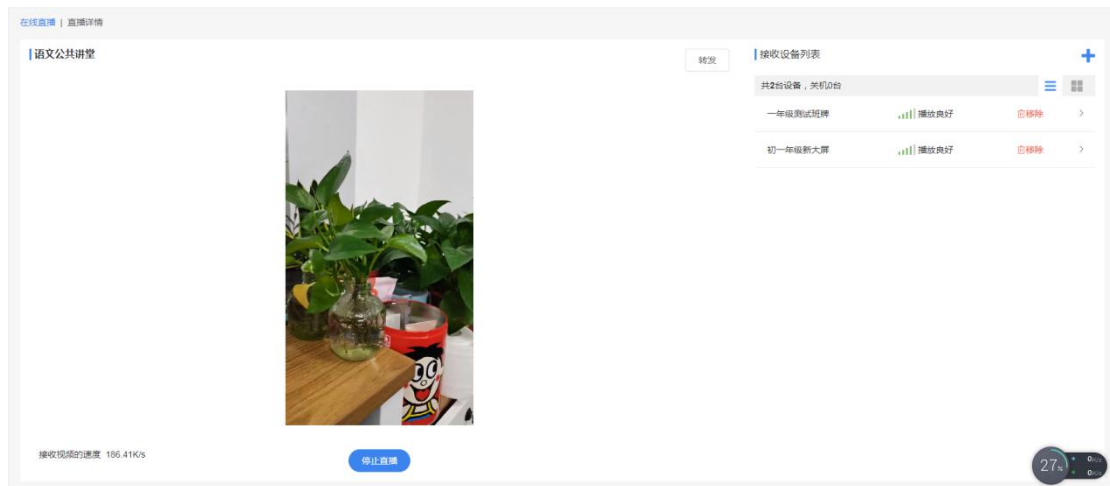 在线直播 | 直播详情
语文公共讲堂
转发
接收设备列表
共2台设备，关机0台
一年级测试班牌 播放良好 移除
初一年级新大屏 播放良好 移除
接收视频的速度 186.41K/s
停止直播
27%
0K/s
0K/s